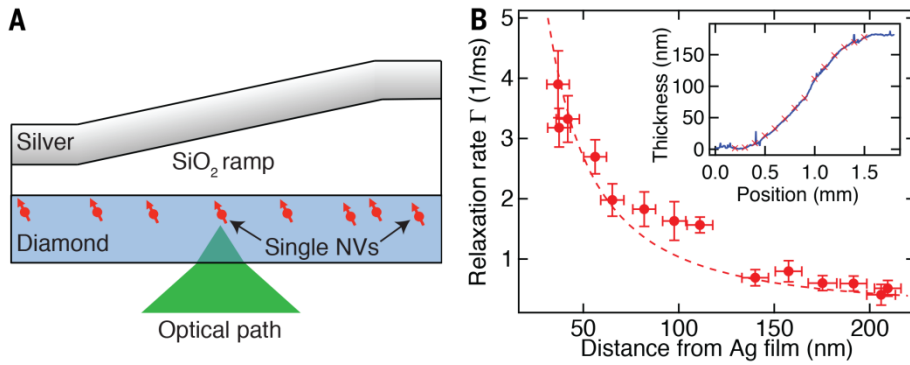 A
Silver
SiO₂ ramp
Diamond
Single NVs
Optical path
B
Relaxation rate Γ (1/ms)
5
4
3
2
1
50
100
150
200
Distance from Ag film (nm)
Thickness (nm)
150
100
50
0
0.0
0.5
1.0
1.5
Position (mm)